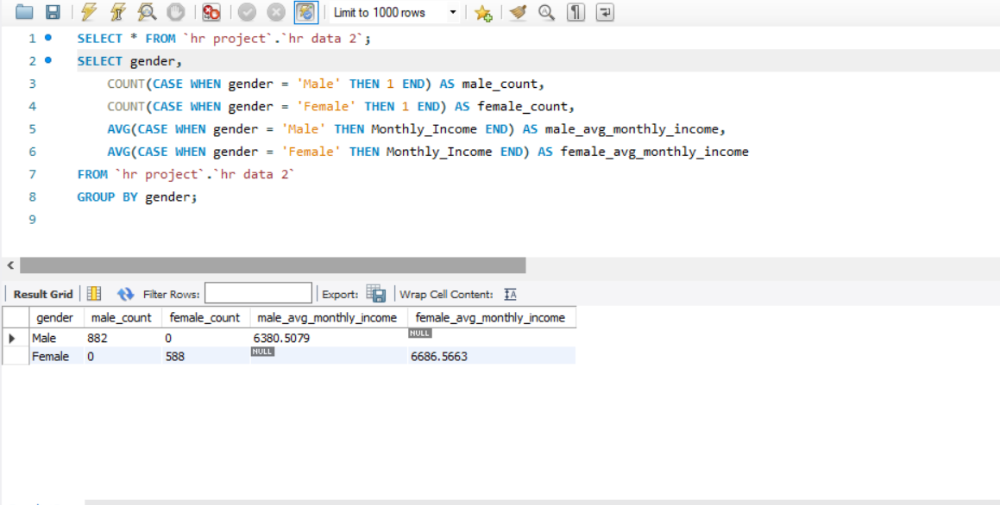 Limit to 1000 rows
1 SELECT * FROM `hr project`.`hr data 2`;
2 SELECT gender,
3 COUNT(CASE WHEN gender = 'Male' THEN 1 END) AS male_count,
4 COUNT(CASE WHEN gender = 'Female' THEN 1 END) AS female_count,
5 AVG(CASE WHEN gender = 'Male' THEN Monthly_Income END) AS male_avg_monthly_income,
6 AVG(CASE WHEN gender = 'Female' THEN Monthly_Income END) AS female_avg_monthly_income
7 FROM `hr project`.`hr data 2`
8 GROUP BY gender;
9
Result Grid Filter Rows: Export: Wrap Cell Content: IA
gender male_count female_count male_avg_monthly_income female_avg_monthly_income
Male 882 0 6380.5079 NULL
Female 0 588 NULL 6686.5663